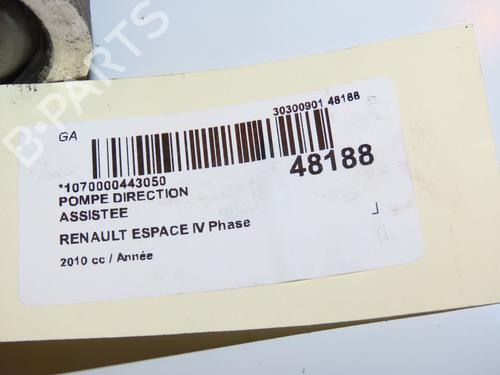 B-PARTS
GA
30300901 48188
48188
*1070000443050
POMPE DIRECTION
ASSISTEE
RENAULT ESPACE IV Phase
2010 cc / Année